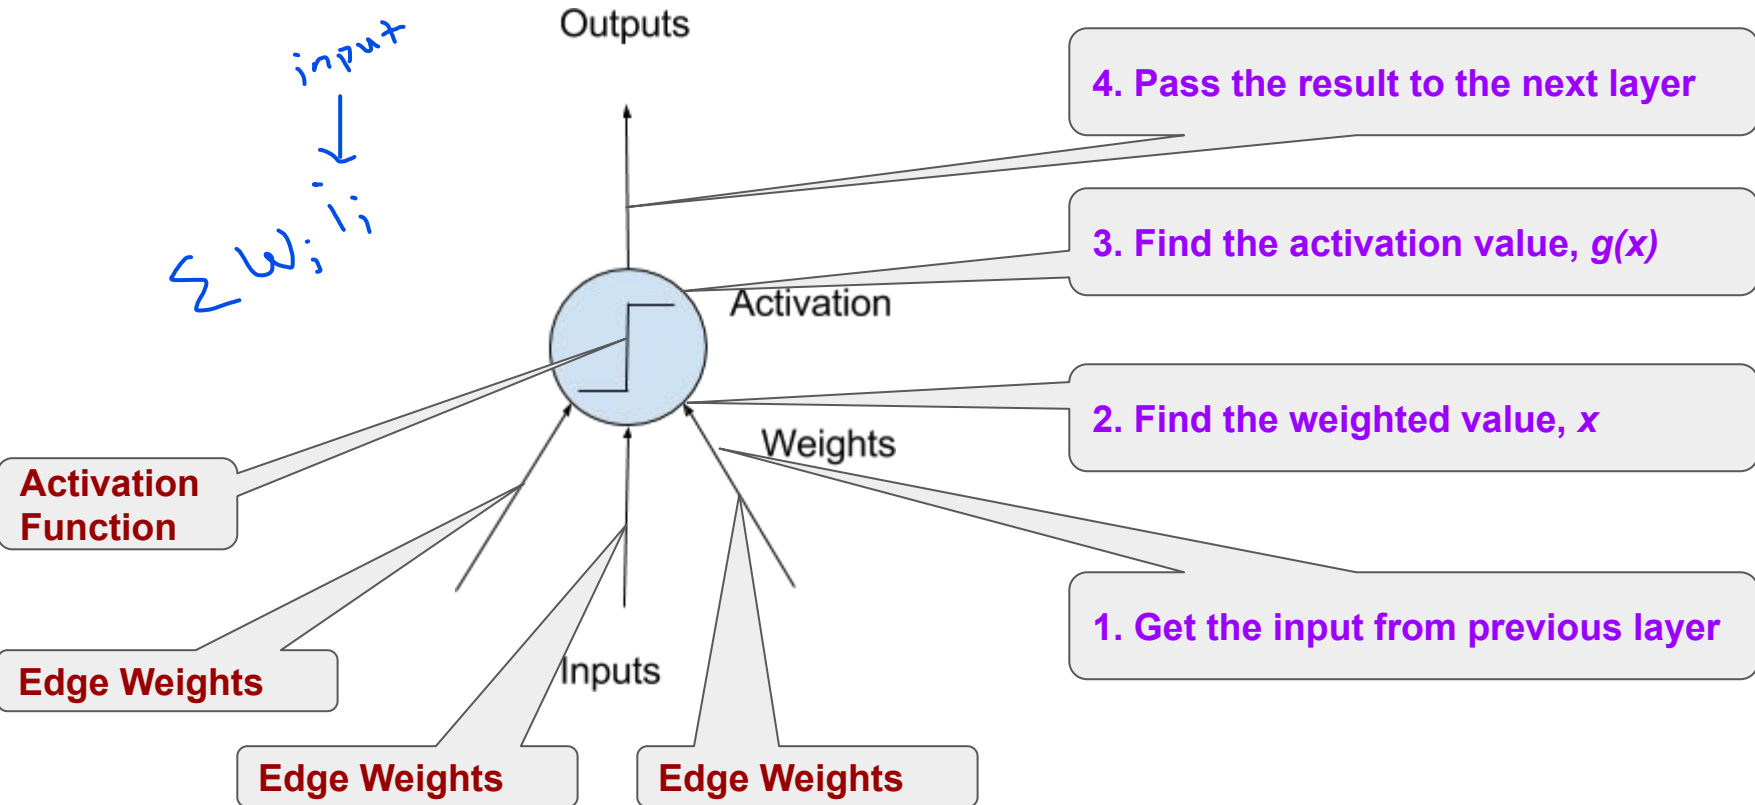 Outputs
input
4. Pass the result to the next layer
Σ wᵢ iᵢ
3. Find the activation value, g(x)
Activation
2. Find the weighted value, x
Weights
Activation
Function
1. Get the input from previous layer
Edge Weights
Inputs
Edge Weights
Edge Weights